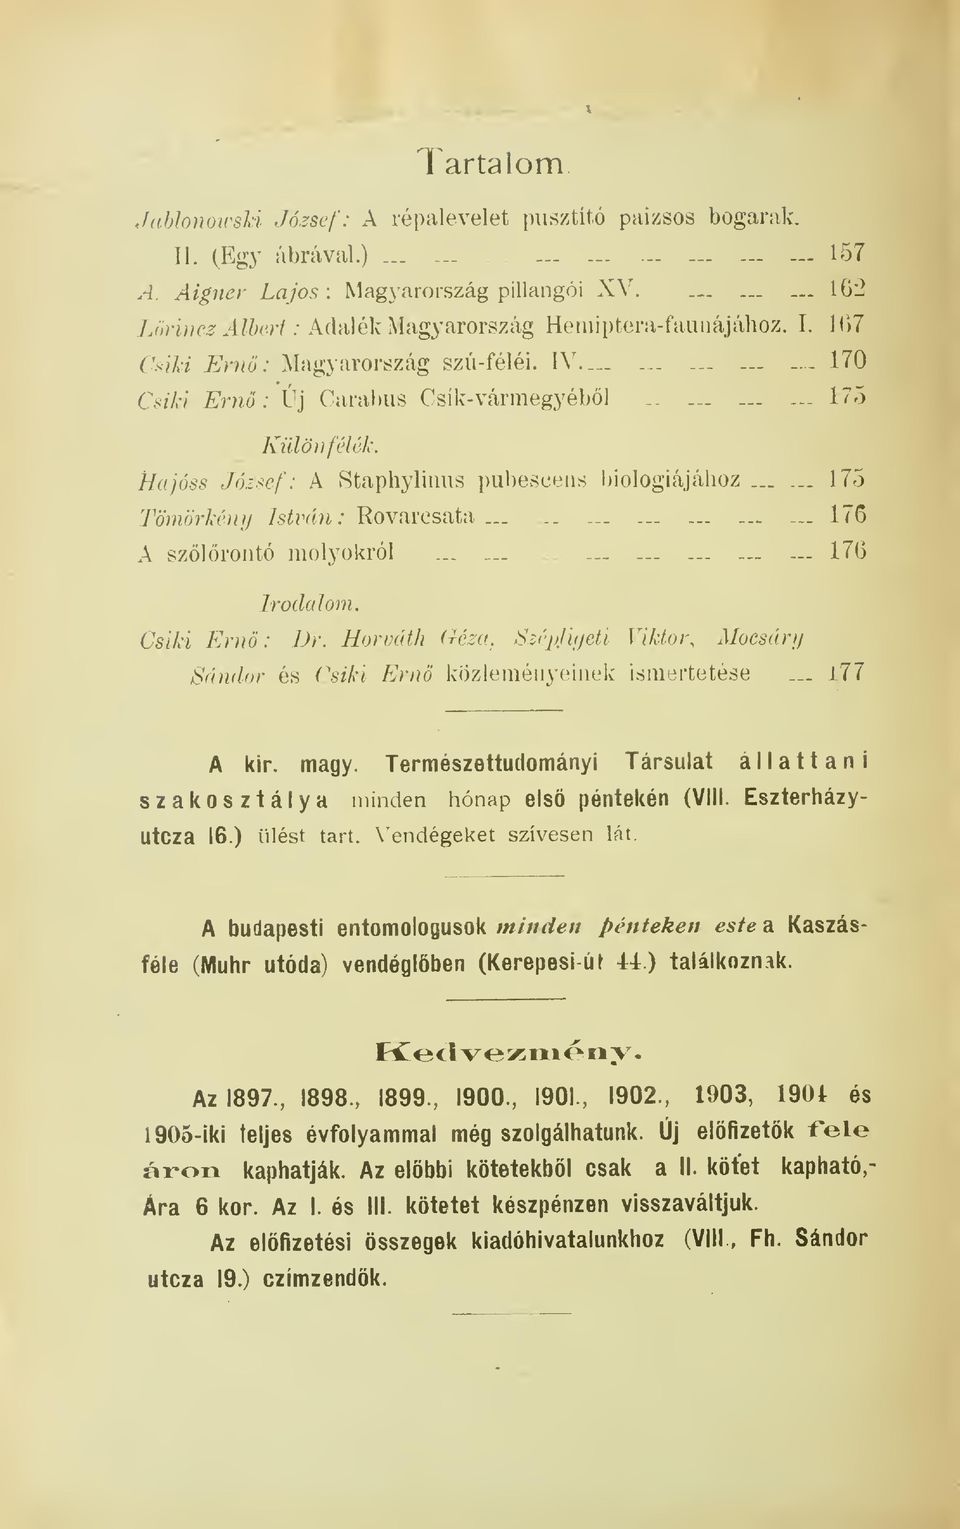 Tartalom.
Jablonowski József: A répalevelet pusztító paizsos bogarak.
II. (Egy ábrával.) 157
A. Aigner Lajos: Magyarország pillangói XV. 162
Lőrincz Albert: Adalék Magyarország Hemiptera-faunájához. I. 167
Csiki Ernő: Magyarország szú-féléi. IV. 170
Csiki Ernő: Új Carabus Csík-vármegyéből 175
Különfélék.
Hajóss József: A Staphylinus pubescens biologiájához 175
Tömörkény István: Rovarcsata 176
A szőlőrontó molyokról 176
Irodalom.
Csiki Ernő: Dr. Horváth Géza, Szépligeti Viktor, Mocsáry
Sándor és Csiki Ernő közleményeinek ismertetése 177
A kir. magy. Természettudományi Társulat állattani
szakosztálya minden hónap első péntekén (VIII. Eszterházy-
utcza 16.) ülést tart. Vendégeket szívesen lát.
A budapesti entomologusok minden pénteken este a Kaszás-
féle (Muhr utóda) vendéglőben (Kerepesi-út 44.) találkoznak.
Kedvezmény.
Az 1897., 1898., 1899., 1900., 1901., 1902., 1903, 1904 és
1905-iki teljes évfolyammal még szolgálhatunk. Új előfizetők fele
áron kaphatják. Az előbbi kötetekből csak a II. kötet kapható,-
Ára 6 kor. Az I. és III. kötetet készpénzen visszaváltjuk.
Az előfizetési összegek kiadóhivatalunkhoz (VIII., Fh. Sándor
utcza 19.) czímzendők.